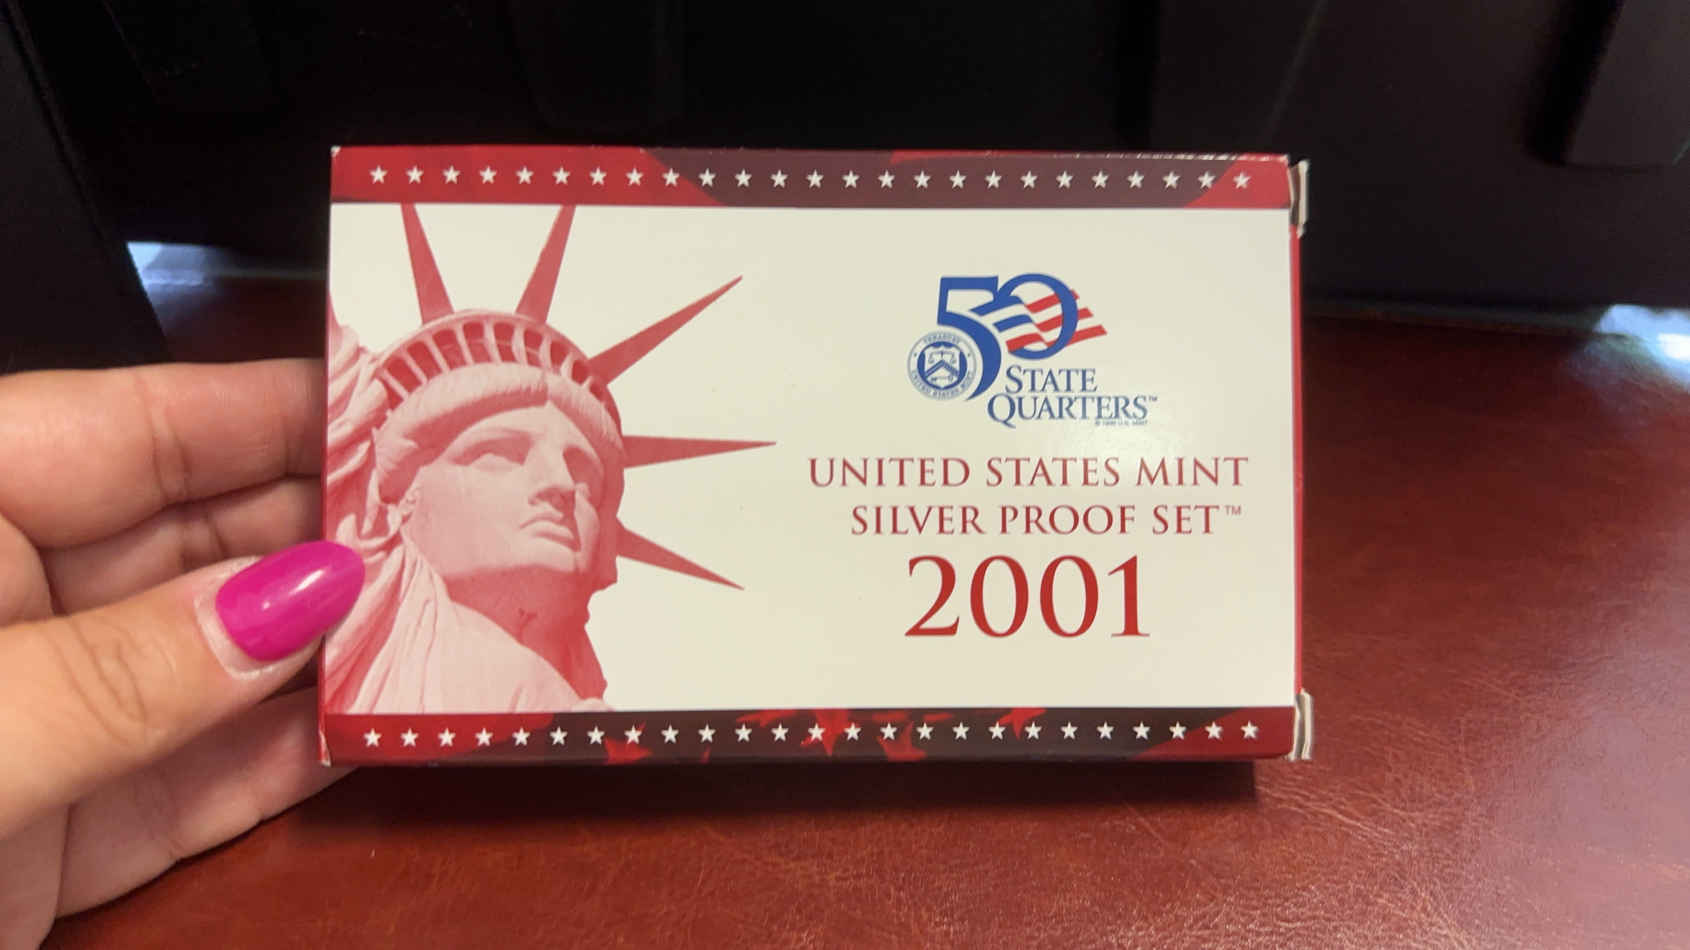 50
STATE
QUARTERS™
UNITED STATES MINT
SILVER PROOF SET™
2001